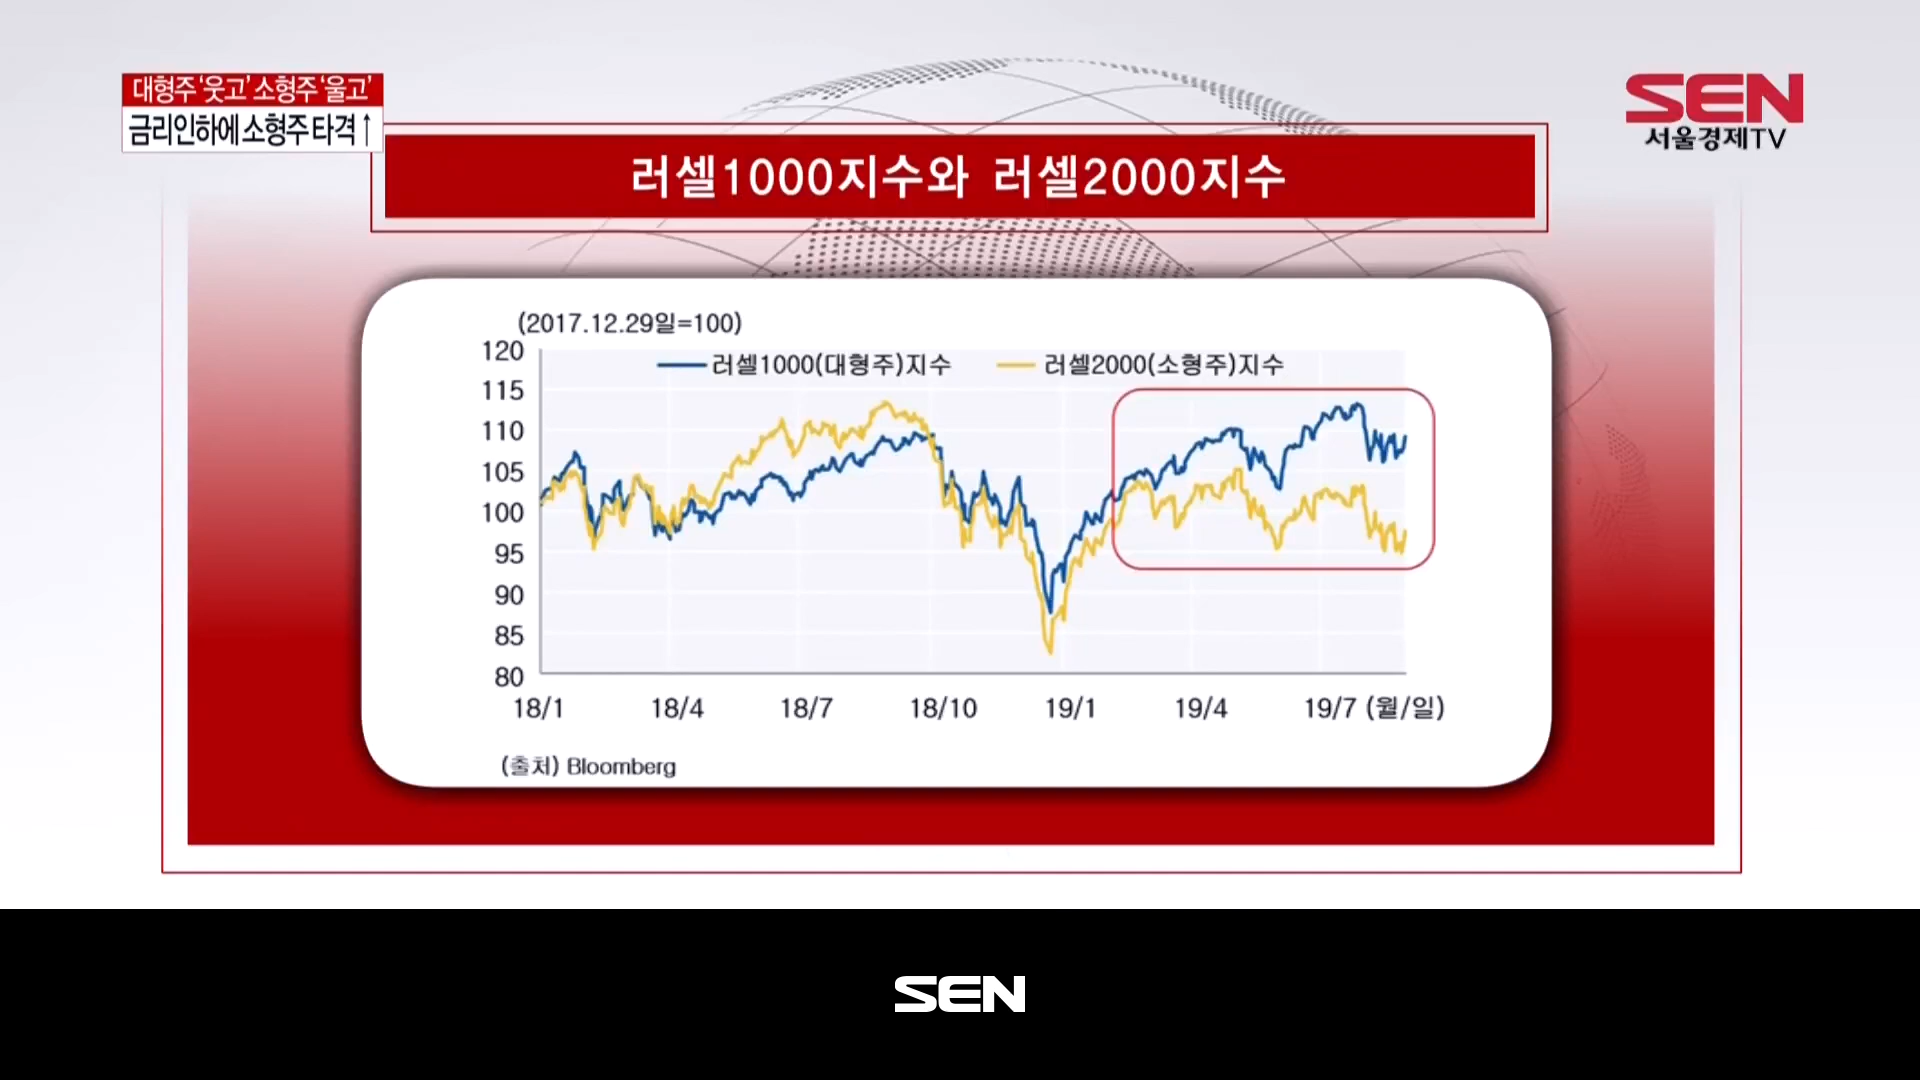 대형주 '웃고' 소형주 '울고'
금리인하에 소형주 타격↑
SEN
서울경제TV
러셀1000지수와 러셀2000지수
(2017.12.29일=100)
러셀1000(대형주)지수 러셀2000(소형주)지수
120
115
110
105
100
95
90
85
80
18/1 18/4 18/7 18/10 19/1 19/4 19/7 (월/일)
(출처) Bloomberg
SEN